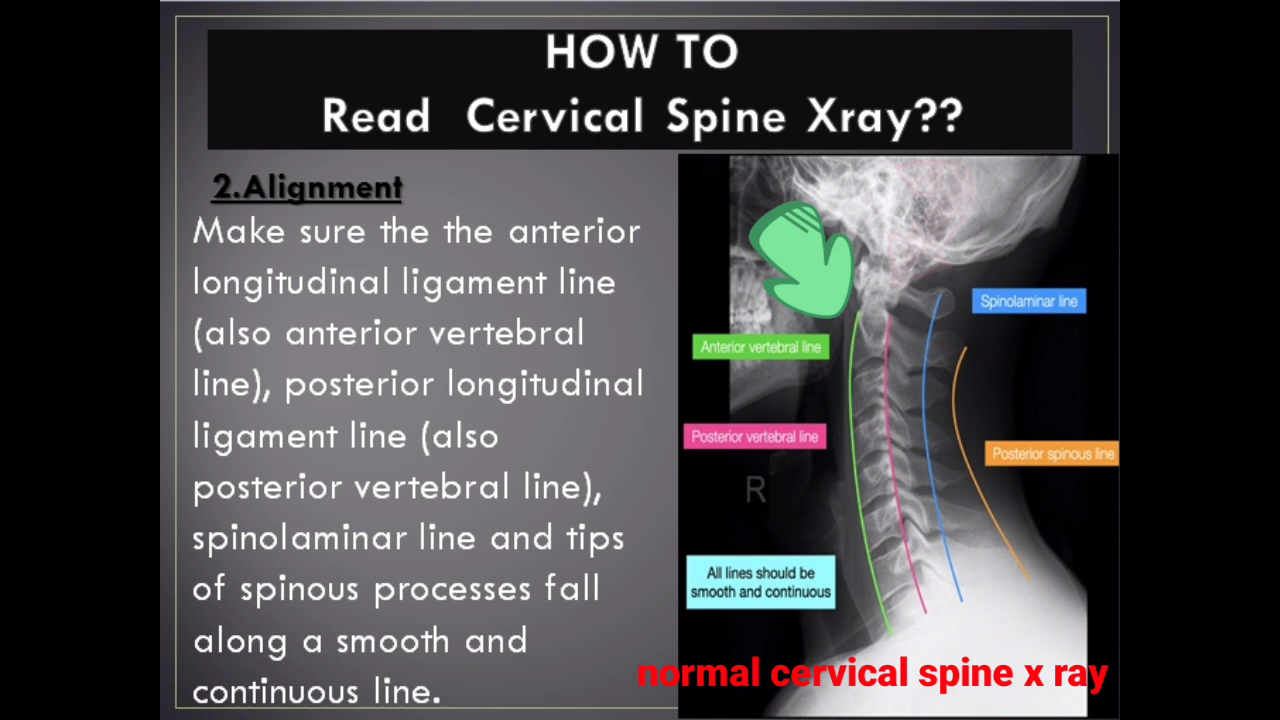 HOW TO
Read Cervical Spine Xray??
2.Alignment
Make sure the the anterior
longitudinal ligament line
(also anterior vertebral
line), posterior longitudinal
ligament line (also
posterior vertebral line),
spinolaminar line and tips
of spinous processes fall
along a smooth and
continuous line.
Spinolaminar line
Anterior vertebral line
Posterior vertebral line
Posterior spinous line
R
All lines should be
smooth and continuous
normal cervical spine x ray